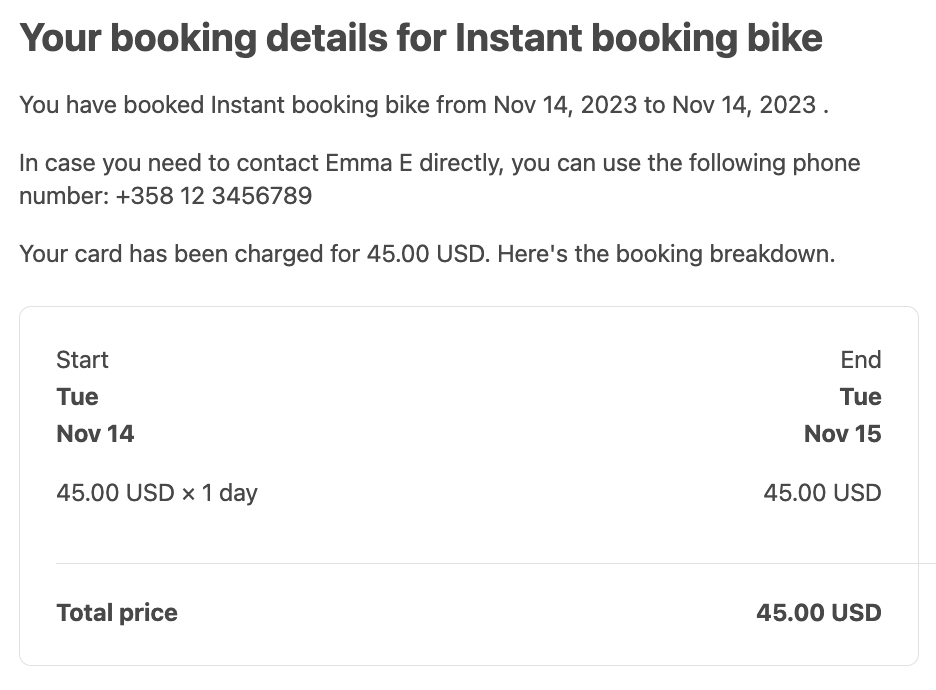 Your booking details for Instant booking bike
You have booked Instant booking bike from Nov 14, 2023 to Nov 14, 2023 .
In case you need to contact Emma E directly, you can use the following phone
number: +358 12 3456789
Your card has been charged for 45.00 USD. Here's the booking breakdown.
Start End
Tue Tue
Nov 14 Nov 15
45.00 USD × 1 day 45.00 USD
Total price 45.00 USD